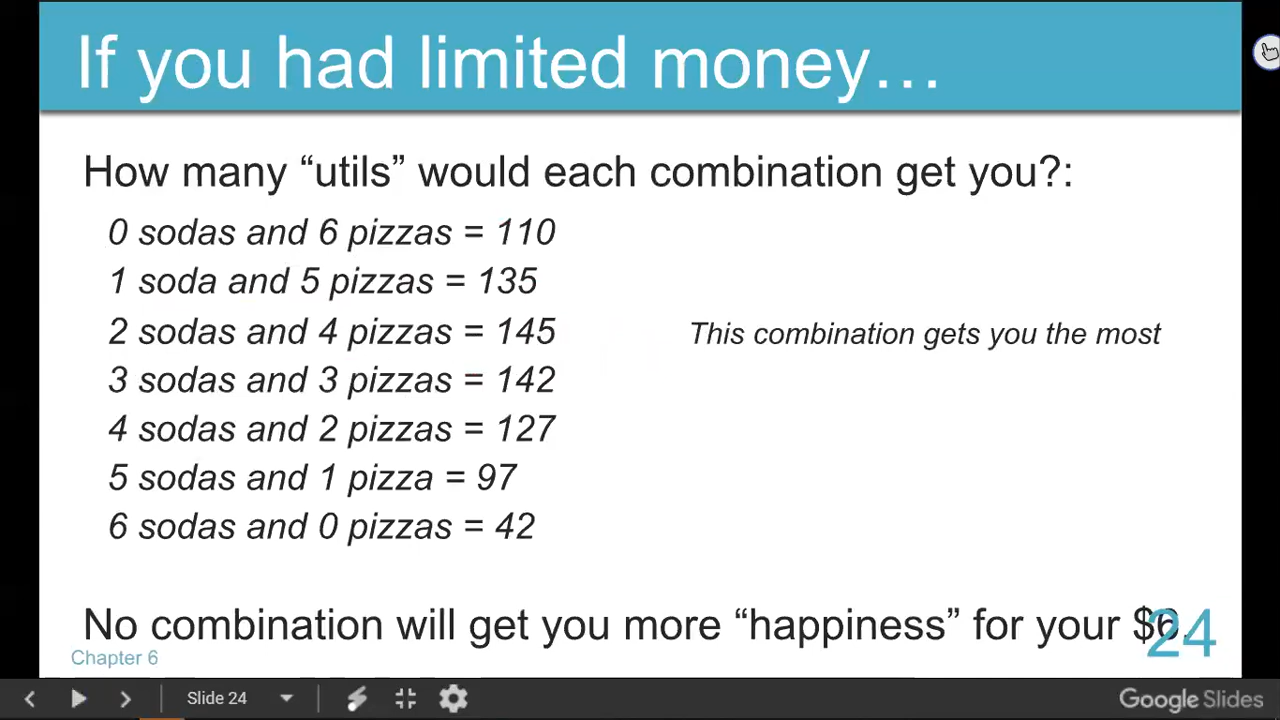 If you had limited money…
How many “utils” would each combination get you?:
0 sodas and 6 pizzas = 110
1 soda and 5 pizzas = 135
2 sodas and 4 pizzas = 145
This combination gets you the most
3 sodas and 3 pizzas = 142
4 sodas and 2 pizzas = 127
5 sodas and 1 pizza = 97
6 sodas and 0 pizzas = 42
No combination will get you more “happiness” for your $6.
24
Chapter 6
Slide 24
Google Slides